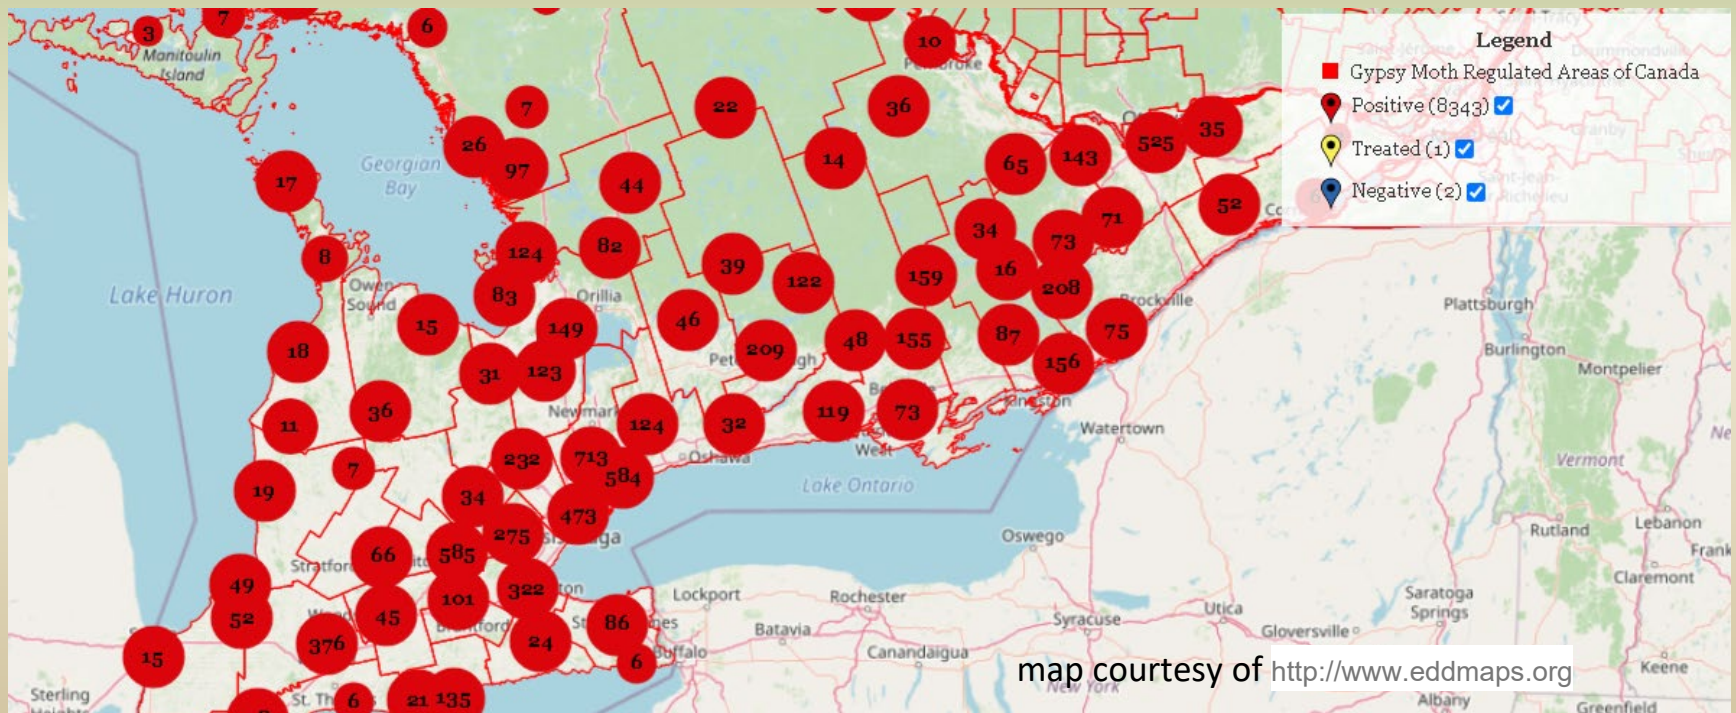 7
3
6
10
Manitoulin
Island
Legend
Gypsy Moth Regulated Areas of Canada
Positive (8343)
Treated (1)
Negative (2)
7
22
36
26
97
14
65
143
525
35
Georgian
Bay
17
44
34
73
71
52
8
124
82
39
122
159
16
208
Lake Huron
Owen
Sound
83
Orillia
Brockville
Plattsburgh
15
149
46
209
48
155
87
75
156
18
31
123
Burlington
Montpelier
11
36
124
32
119
73
Watertown
7
232
713
584
Oshawa
Vermont
19
34
473
275
Lake Ontario
Oswego
Rutland
Lebanon
66
585
Claremont
49
52
101
322
Lockport
Rochester
Saratoga
Springs
376
45
24
86
6
Batavia
Syracuse
Utica
Gloversville
15
Buffalo
Canandaigua
map courtesy of http://www.eddmaps.org
Keene
New York
Sterling
St. Th
6
21
135
Albany
Greenfield